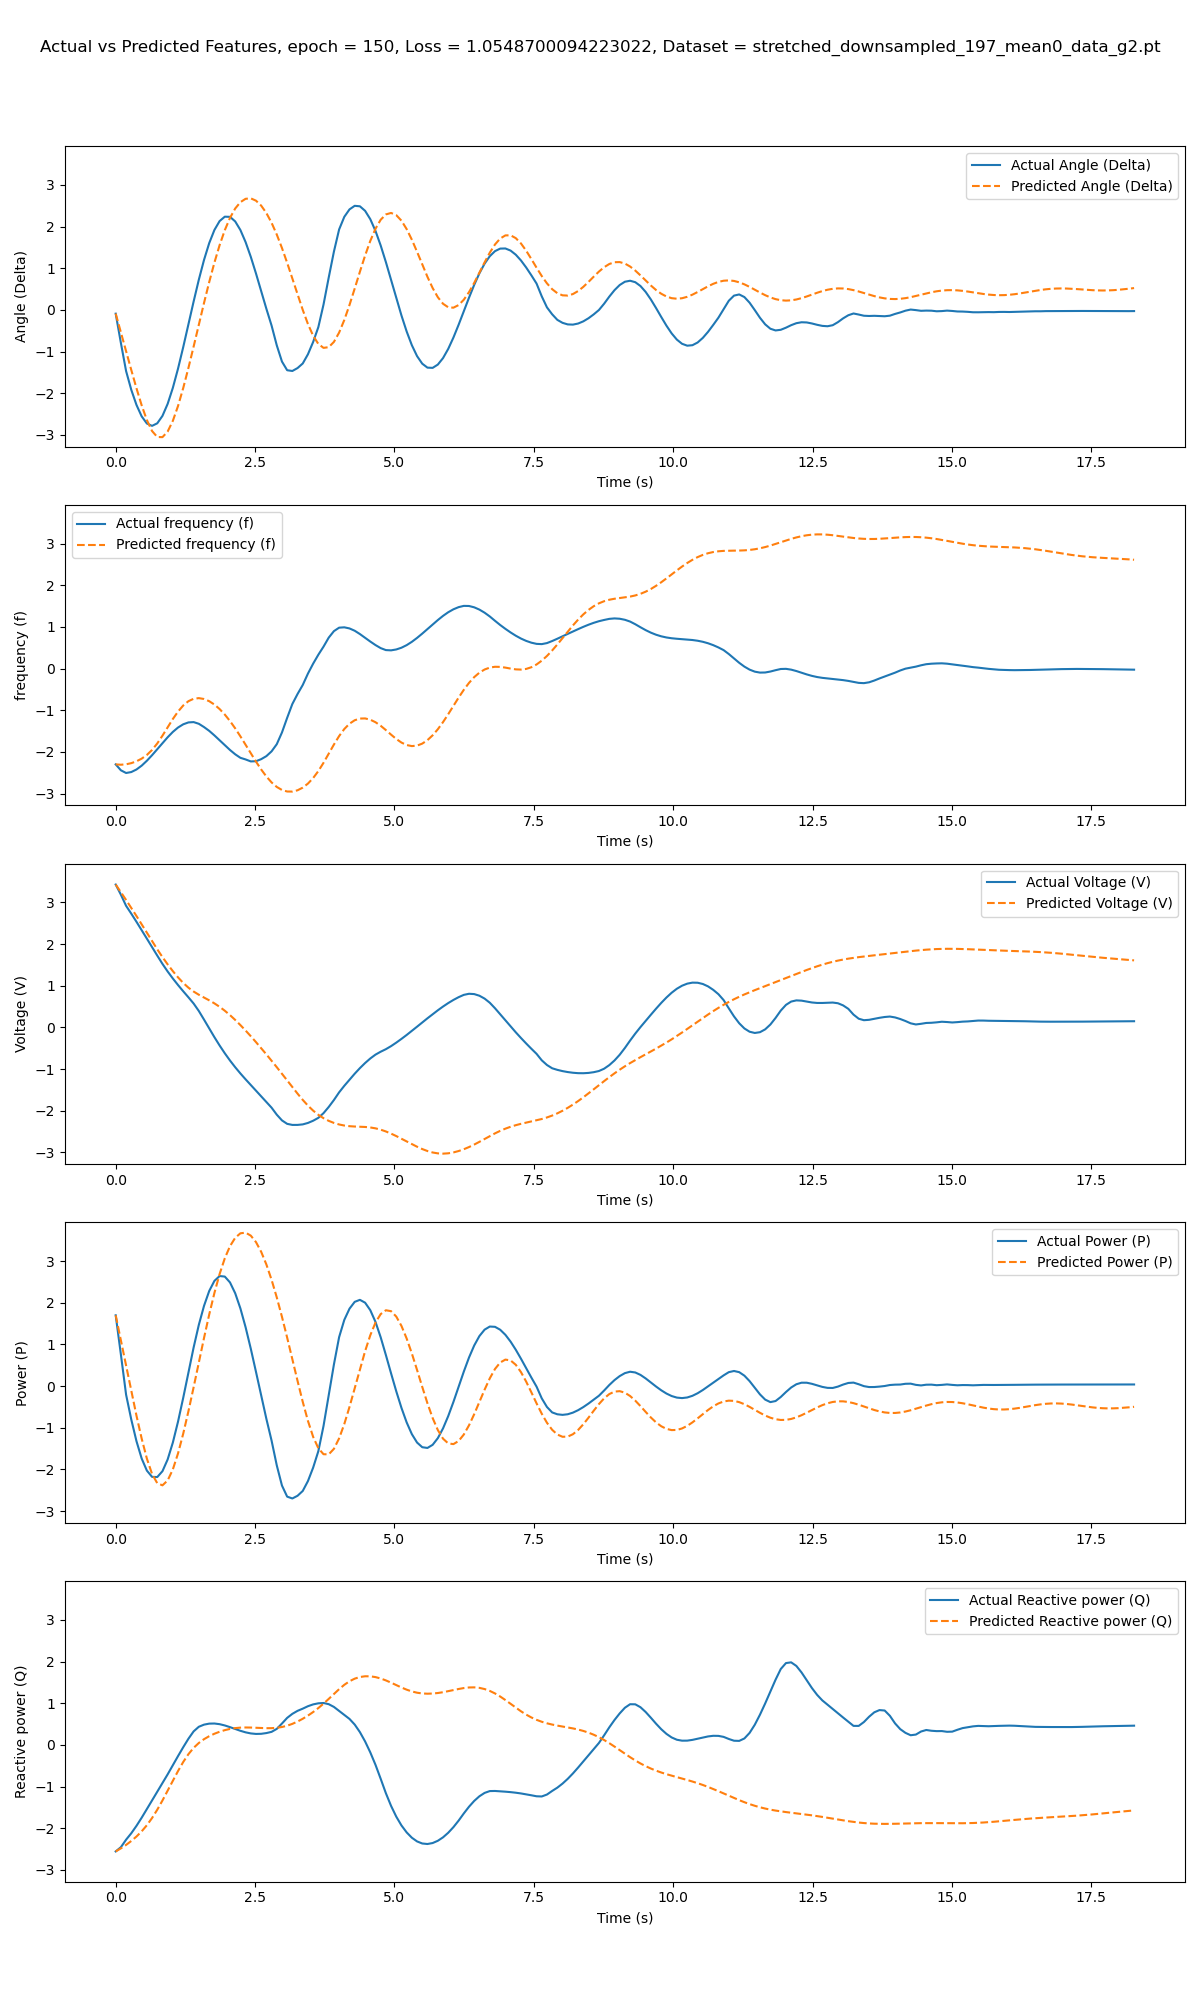 Actual vs Predicted Features, epoch = 150, Loss = 1.0548700094223022, Dataset = stretched_downsampled_197_mean0_data_g2.pt
Actual Angle (Delta)
Predicted Angle (Delta)
Angle (Delta)
3
2
1
0
−1
−2
−3
0.0 2.5 5.0 7.5 10.0 12.5 15.0 17.5
Time (s)
Actual frequency (f)
Predicted frequency (f)
frequency (f)
3
2
1
0
−1
−2
−3
0.0 2.5 5.0 7.5 10.0 12.5 15.0 17.5
Time (s)
Actual Voltage (V)
Predicted Voltage (V)
Voltage (V)
3
2
1
0
−1
−2
−3
0.0 2.5 5.0 7.5 10.0 12.5 15.0 17.5
Time (s)
Actual Power (P)
Predicted Power (P)
Power (P)
3
2
1
0
−1
−2
−3
0.0 2.5 5.0 7.5 10.0 12.5 15.0 17.5
Time (s)
Actual Reactive power (Q)
Predicted Reactive power (Q)
Reactive power (Q)
3
2
1
0
−1
−2
−3
0.0 2.5 5.0 7.5 10.0 12.5 15.0 17.5
Time (s)